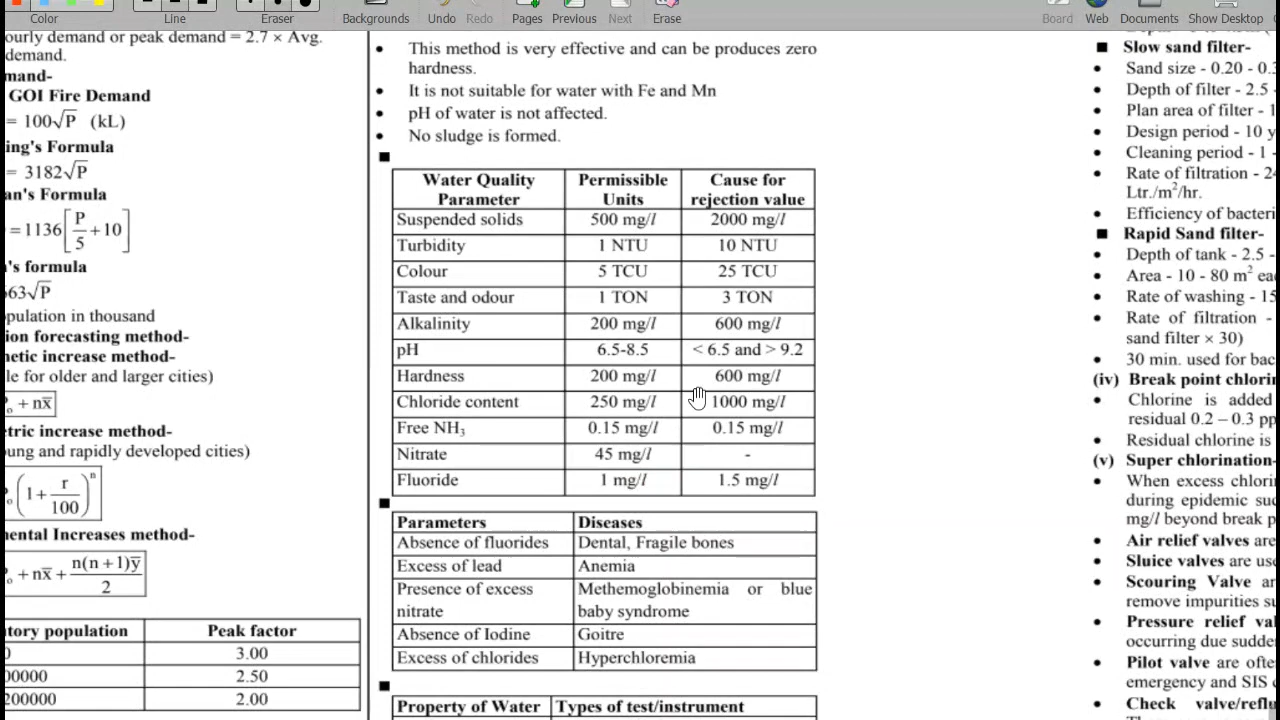 Color Line Eraser Backgrounds Undo Redo Pages Previous Next Erase Board Web Documents Show Desktop
ourly demand or peak demand = 2.7 × Avg.
demand.
mand-
GOI Fire Demand
= 100√P (kL)
ing's Formula
= 3182√P
an's Formula
= 1136[P/5 + 10]
's formula
63√P
pulation in thousand
ion forecasting method-
netic increase method-
le for older and larger cities)
₀ + nx̅
tric increase method-
ung and rapidly developed cities)
₀(1 + r/100)ⁿ
mental Increases method-
₀ + nx̅ + n(n+1)y̅/2
tory population Peak factor
0 3.00
00000 2.50
200000 2.00
• This method is very effective and can be produces zero
hardness.
• It is not suitable for water with Fe and Mn
• pH of water is not affected.
• No sludge is formed.
■
Water Quality Parameter Permissible Units Cause for rejection value
Suspended solids 500 mg/l 2000 mg/l
Turbidity 1 NTU 10 NTU
Colour 5 TCU 25 TCU
Taste and odour 1 TON 3 TON
Alkalinity 200 mg/l 600 mg/l
pH 6.5-8.5 < 6.5 and > 9.2
Hardness 200 mg/l 600 mg/l
Chloride content 250 mg/l 1000 mg/l
Free NH₃ 0.15 mg/l 0.15 mg/l
Nitrate 45 mg/l -
Fluoride 1 mg/l 1.5 mg/l
■
Parameters Diseases
Absence of fluorides Dental, Fragile bones
Excess of lead Anemia
Presence of excess nitrate Methemoglobinemia or blue baby syndrome
Absence of Iodine Goitre
Excess of chlorides Hyperchloremia
■
Property of Water Types of test/instrument
■ Slow sand filter-
• Sand size - 0.20 - 0.3
• Depth of filter - 2.5
• Plan area of filter - 1
• Design period - 10 y
• Cleaning period - 1 -
• Rate of filtration - 2
Ltr./m²/hr.
• Efficiency of bacteri
■ Rapid Sand filter-
• Depth of tank - 2.5 -
• Area - 10 - 80 m² ea
• Rate of washing - 15
• Rate of filtration -
sand filter × 30)
• 30 min. used for bac
(iv) Break point chlorin
• Chlorine is added
residual 0.2 – 0.3 pp
• Residual chlorine is
(v) Super chlorination-
• When excess chlori
during epidemic suc
mg/l beyond break p
• Air relief valves are
• Sluice valves are use
• Scouring Valve ar
remove impurities su
• Pressure relief val
occurring due sudde
• Pilot valve are ofte
emergency and SIS c
• Check valve/reflu